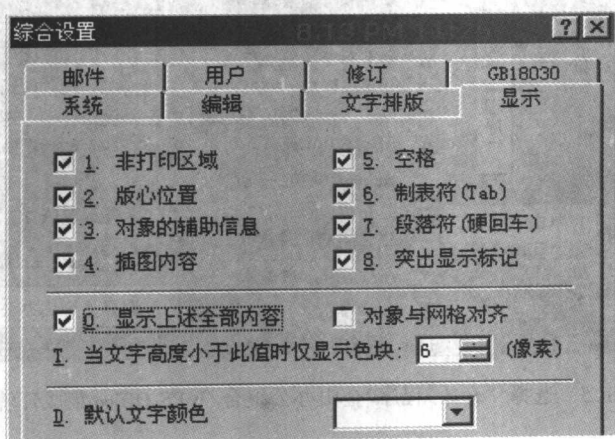 综合设置
邮件 用户 修订 GB18030
系统 编辑 文字排版 显示
1. 非打印区域 5. 空格
2. 版心位置 6. 制表符(Tab)
3. 对象的辅助信息 7. 段落符(硬回车)
4. 插图内容 8. 突出显示标记
0. 显示上述全部内容 对象与网格对齐
T. 当文字高度小于此值时仅显示色块: 6 (像素)
D. 默认文字颜色